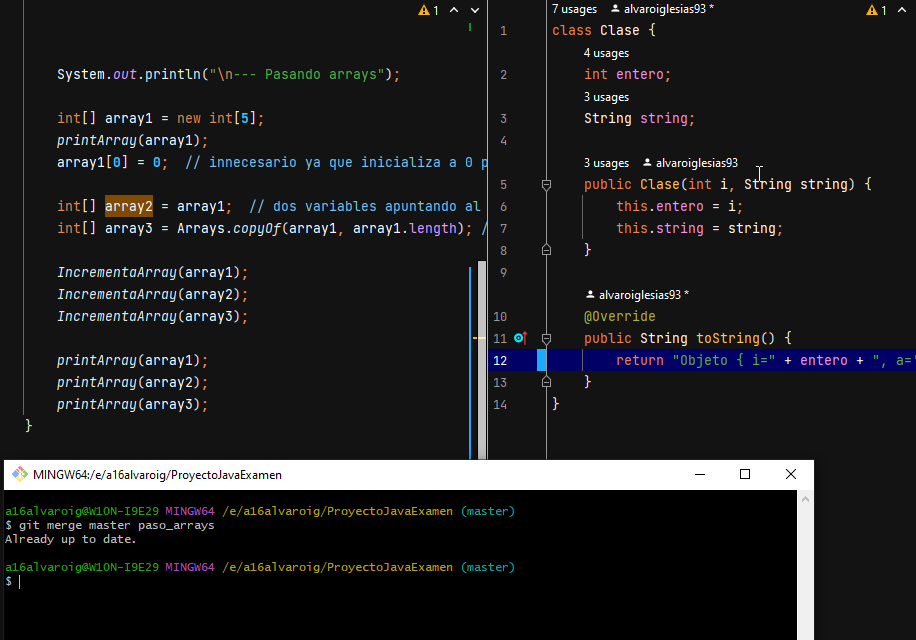 1
System.out.println("\n--- Pasando arrays");
int[] array1 = new int[5];
printArray(array1);
array1[0] = 0;  // innecesario ya que inicializa a 0 p
int[] array2 = array1;  // dos variables apuntando al
int[] array3 = Arrays.copyOf(array1, array1.length); /
IncrementaArray(array1);
IncrementaArray(array2);
IncrementaArray(array3);
printArray(array1);
printArray(array2);
printArray(array3);
}
7 usages alvaroiglesias93 *
1
1 class Clase {
4 usages
2 int entero;
3 usages
3 String string;
4
3 usages alvaroiglesias93
5 public Clase(int i, String string) {
6 this.entero = i;
7 this.string = string;
8 }
9
alvaroiglesias93 *
10 @Override
11 public String toString() {
12 return "Objeto { i=" + entero + ", a='
13 }
14 }
MINGW64:/e/a16alvaroig/ProyectoJavaExamen
a16alvaroig@W10N-I9E29 MINGW64 /e/a16alvaroig/ProyectoJavaExamen (master)
$ git merge master paso_arrays
Already up to date.
a16alvaroig@W10N-I9E29 MINGW64 /e/a16alvaroig/ProyectoJavaExamen (master)
$